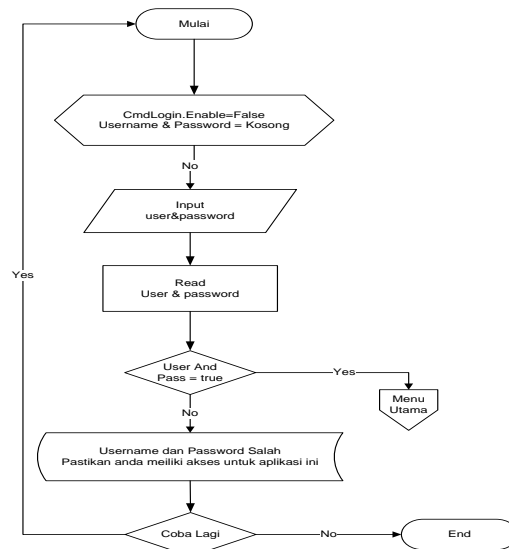 Mulai
CmdLogin.Enable=False
Username & Password = Kosong
No
Input
user&password
Read
User & password
Yes
User And
Pass = true
Yes
Menu
Utama
No
Username dan Password Salah
Pastikan anda meiliki akses untuk aplikasi ini
Coba Lagi
No
End